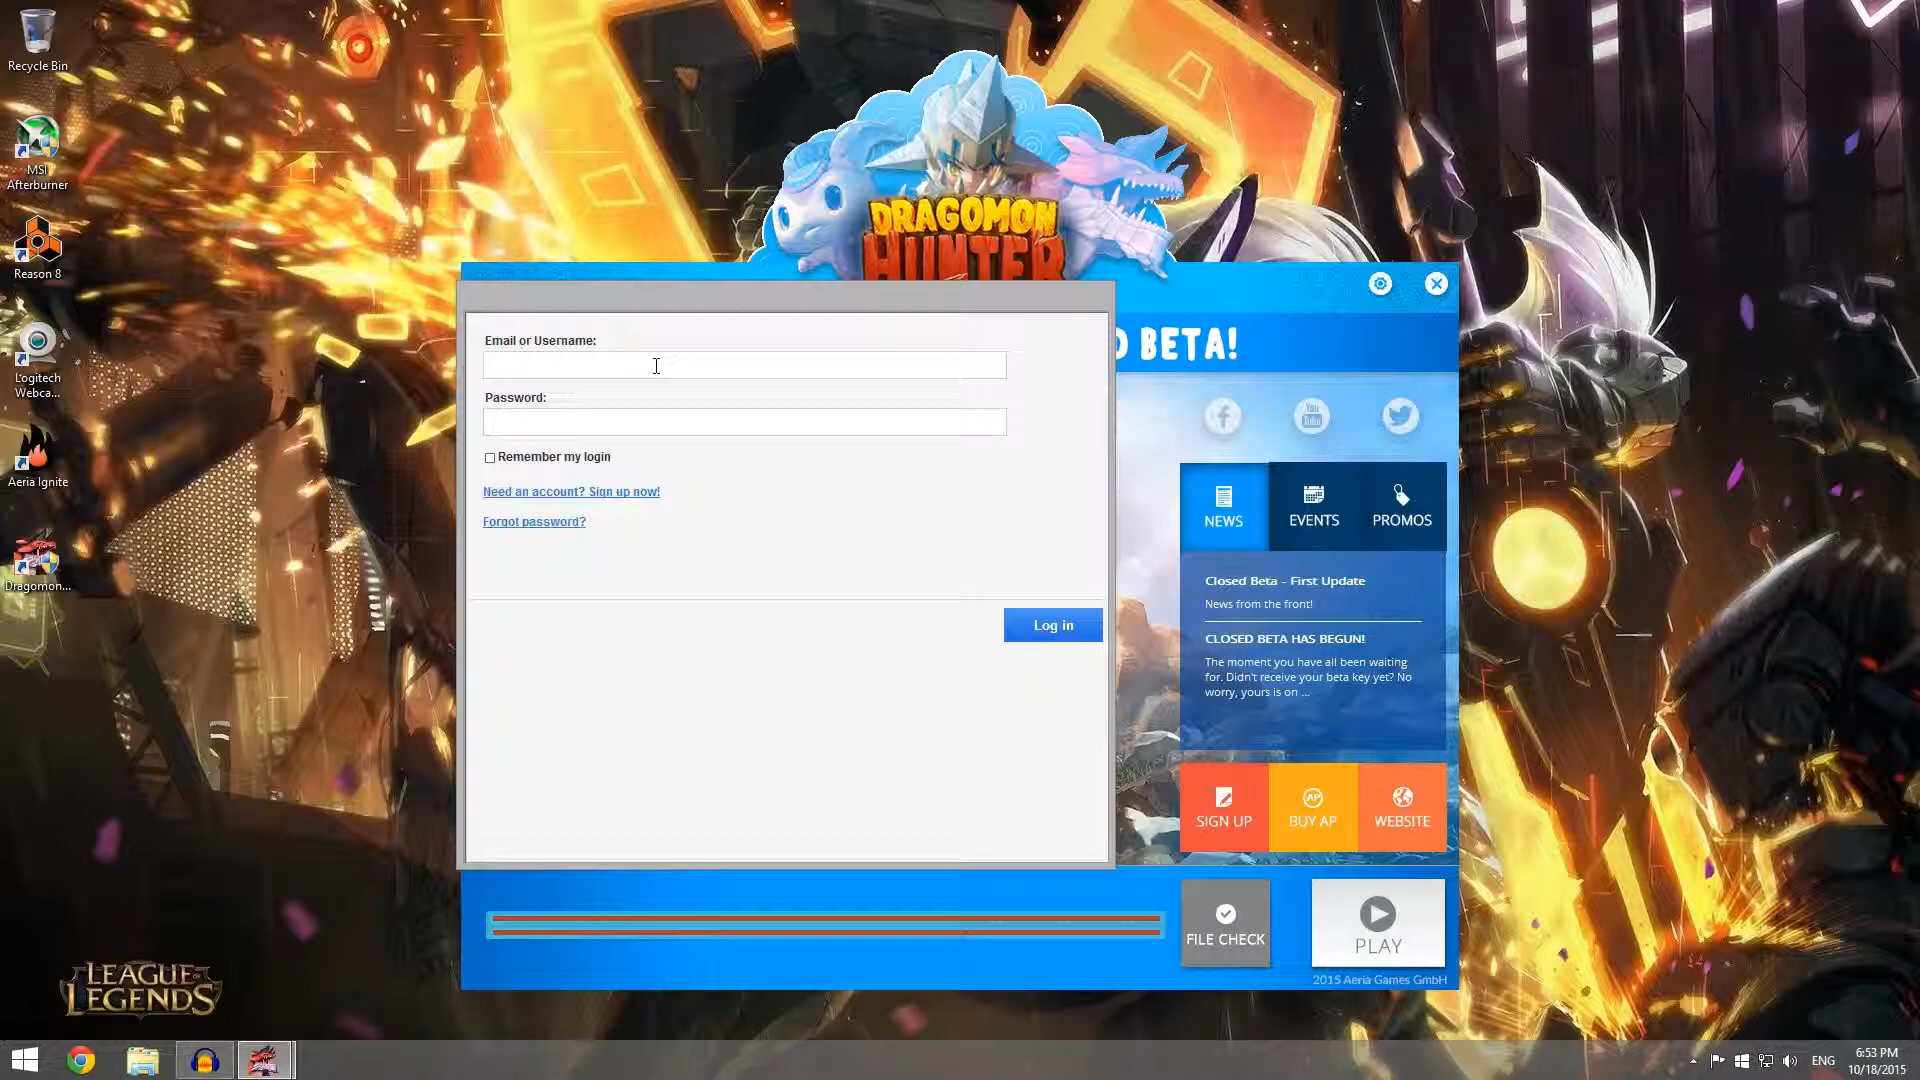 Recycle Bin
MSI
Afterburner
Reason 8
Logitech
Webca...
Aeria Ignite
Dragomon...
DRAGOMON
HUNTER
D BETA!
Email or Username:
Password:
Remember my login
Need an account? Sign up now!
Forgot password?
Log in
You
Tube
NEWS
EVENTS
PROMOS
Closed Beta - First Update
News from the front!
CLOSED BETA HAS BEGUN!
The moment you have all been waiting
for. Didn't receive your beta key yet? No
worry, yours is on ...
SIGN UP
AP
BUY AP
WEBSITE
FILE CHECK
PLAY
2015 Aeria Games GmbH
LEAGUE OF
LEGENDS
ENG
6:53 PM
10/18/2015